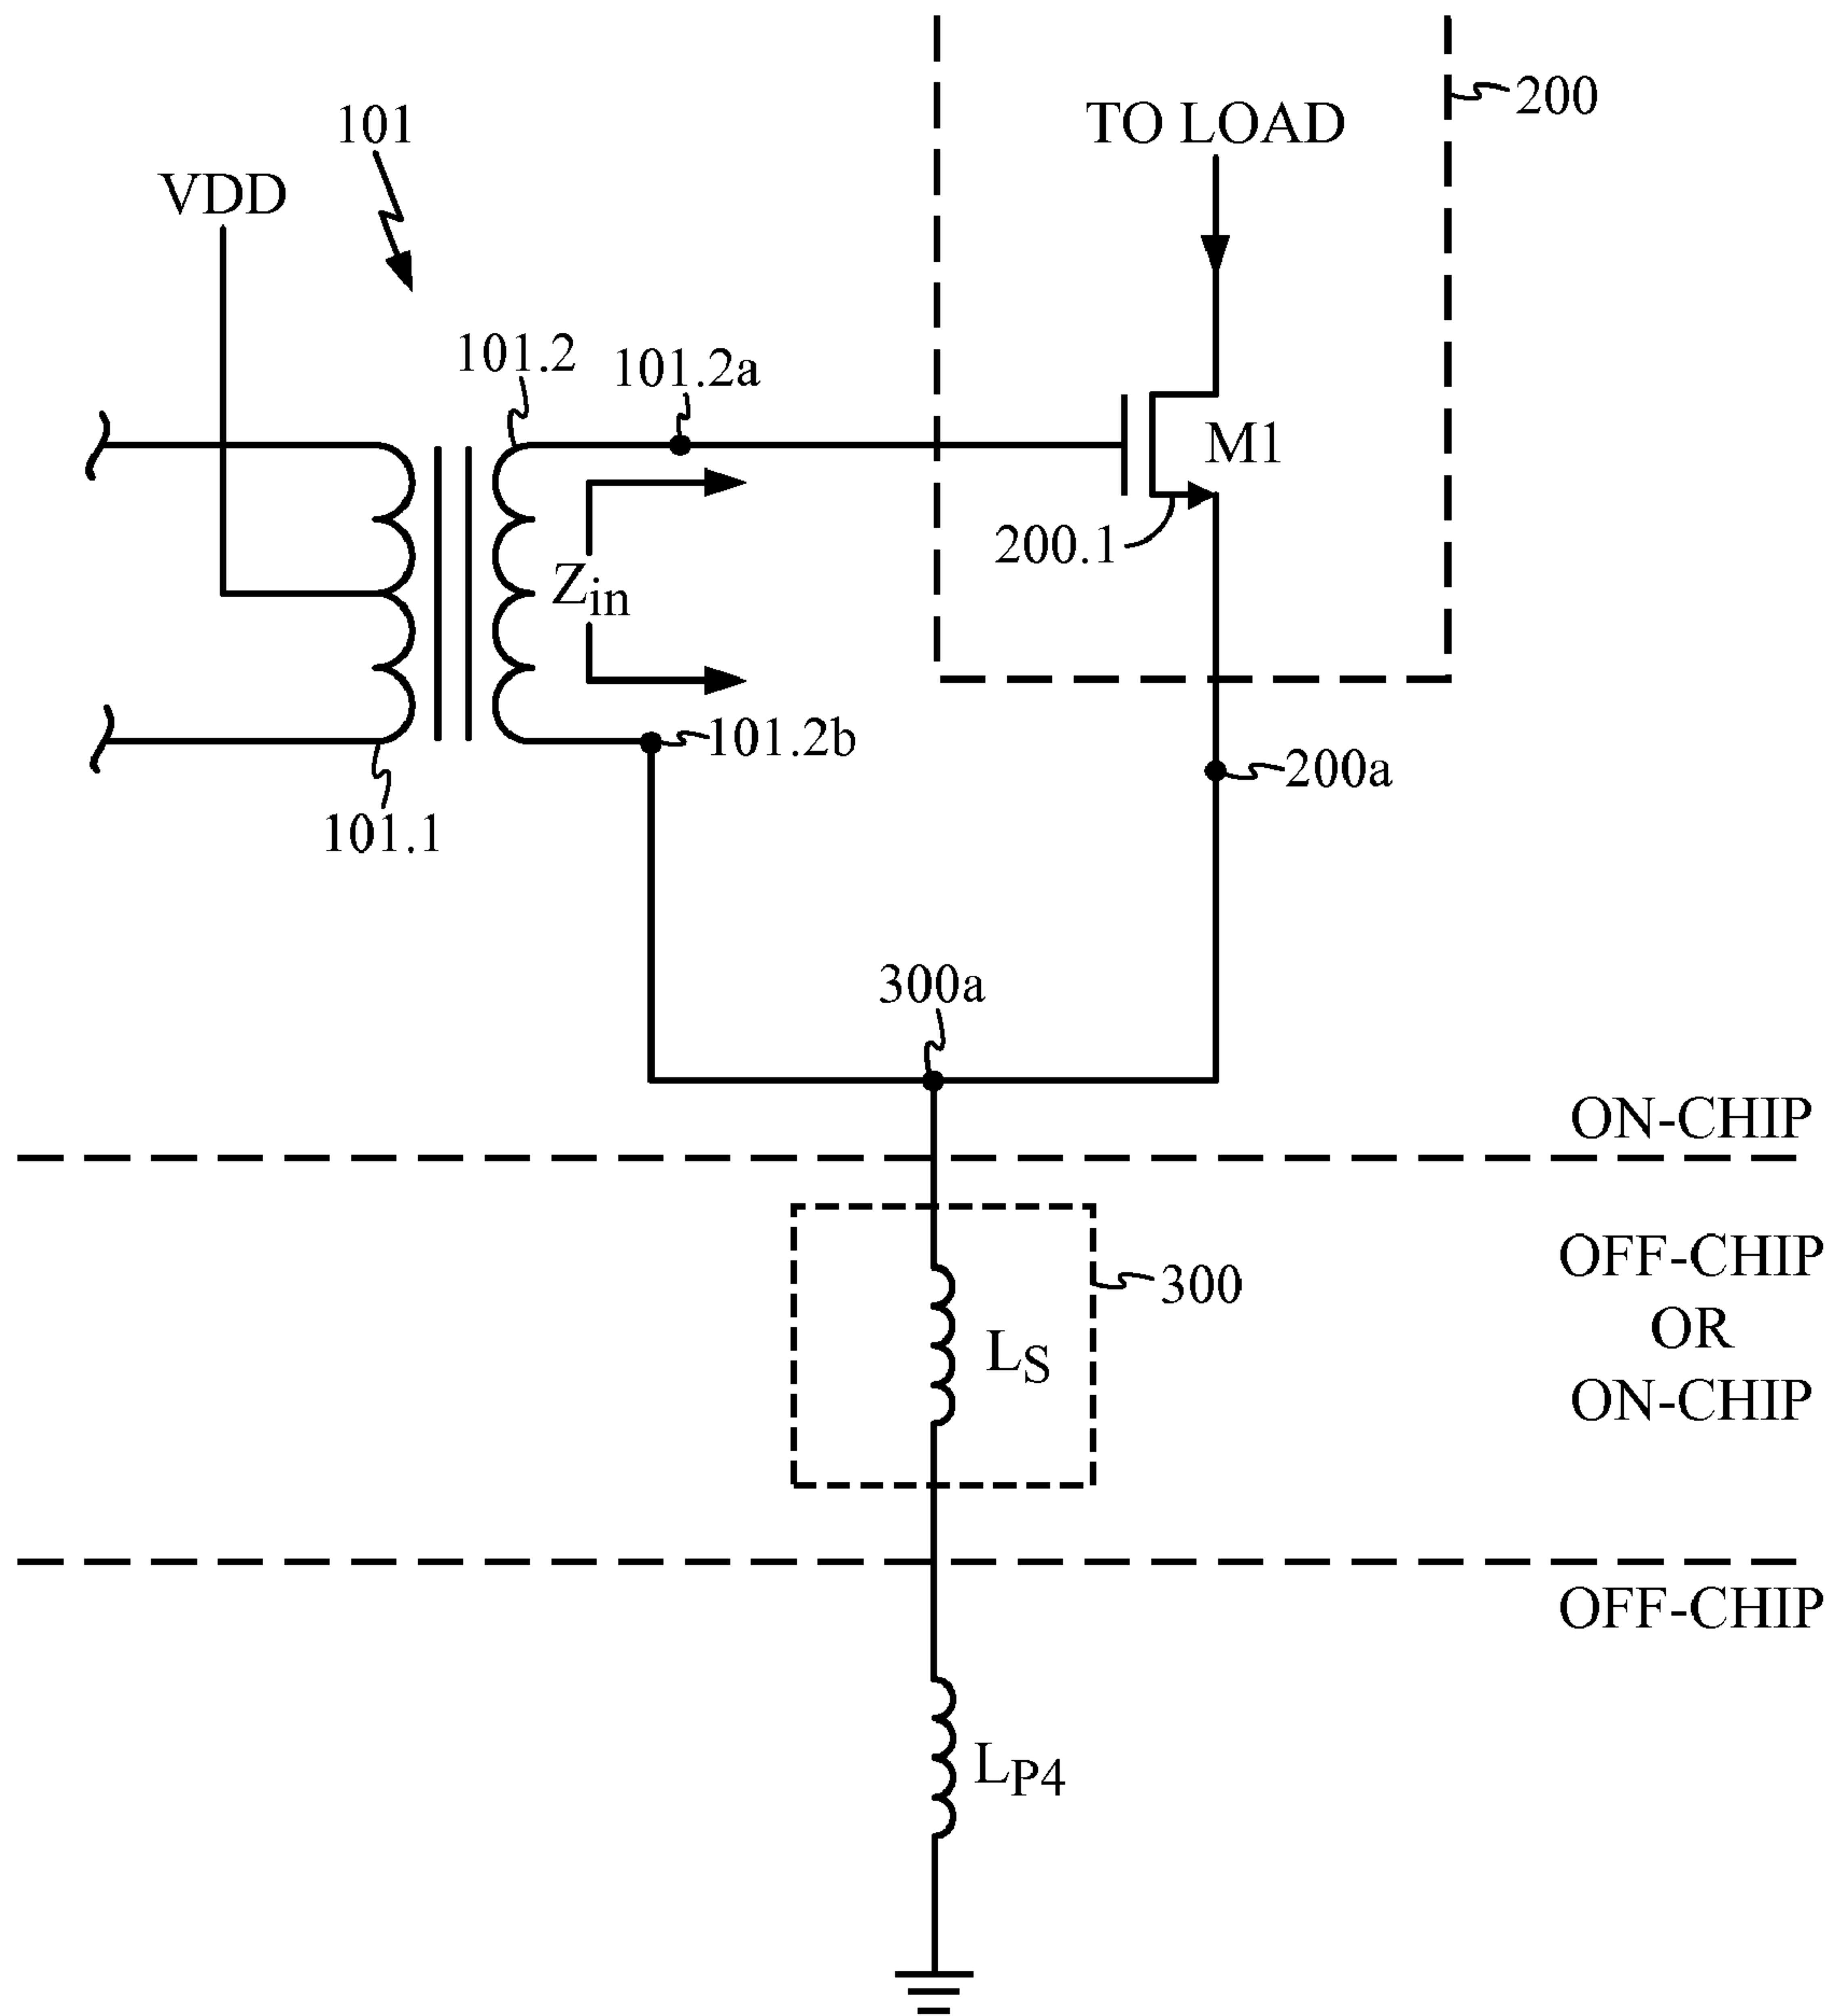 200
TO LOAD
101
VDD
101.2
101.2a
M1
200.1
Zin
101.2b
200a
101.1
300a
ON-CHIP
OFF-CHIP
OR
ON-CHIP
300
LS
OFF-CHIP
LP4